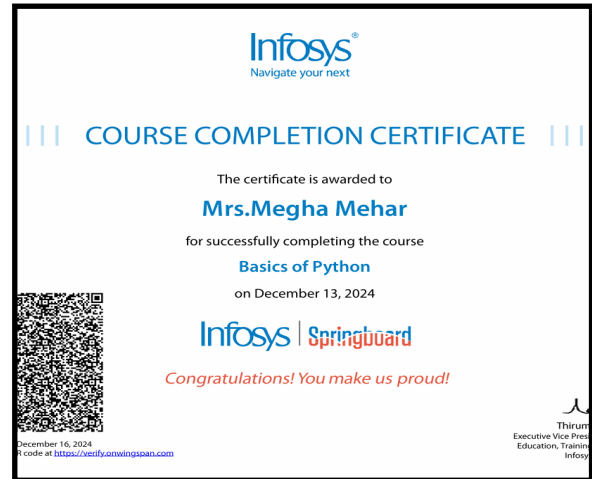 Infosys®
Navigate your next
COURSE COMPLETION CERTIFICATE
The certificate is awarded to
Mrs.Megha Mehar
for successfully completing the course
Basics of Python
on December 13, 2024
Infosys | Springboard
Congratulations! You make us proud!
Thirum
Executive Vice Presi
Education, Training
Infosy
December 16, 2024
R code at https://verify.onwingspan.com